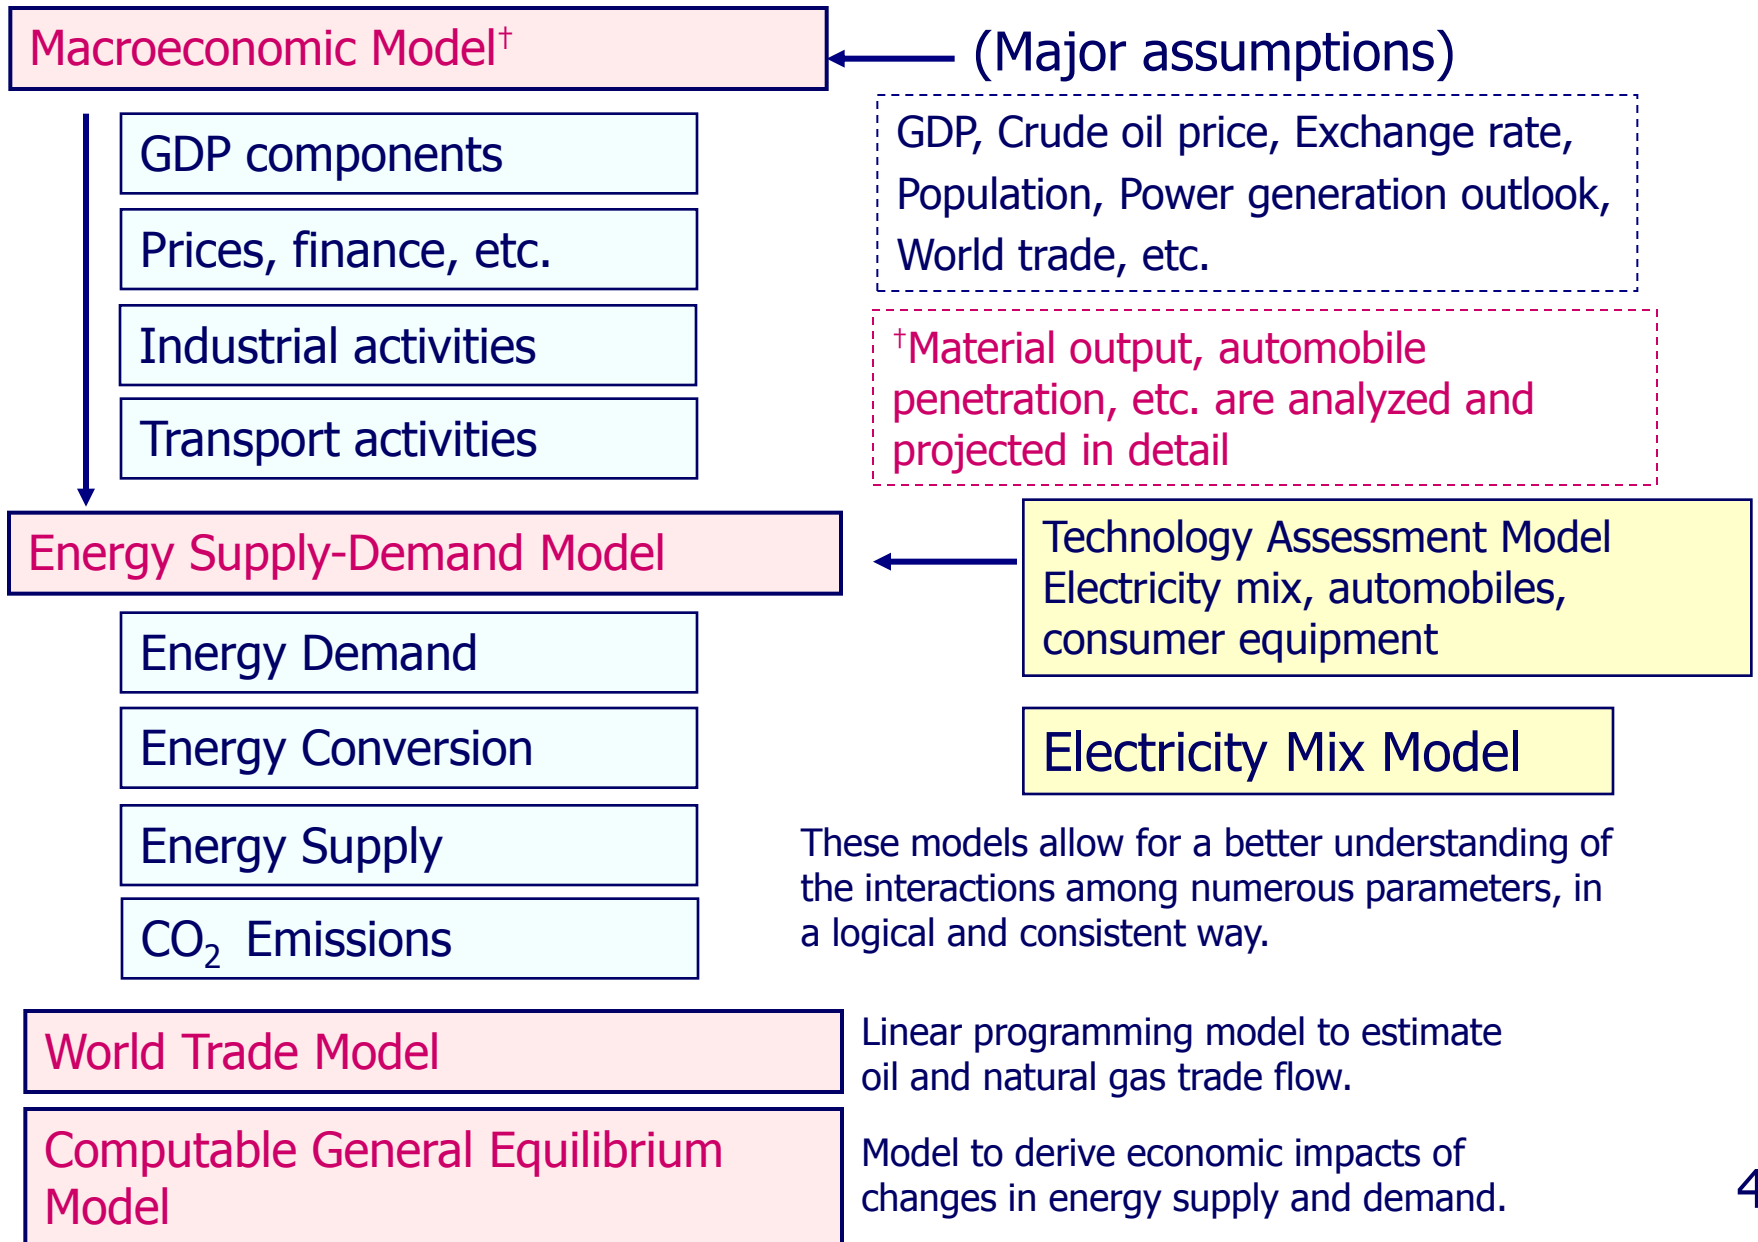 Macroeconomic Model†
(Major assumptions)
GDP components
Prices, finance, etc.
Industrial activities
Transport activities
GDP, Crude oil price, Exchange rate,
Population, Power generation outlook,
World trade, etc.
†Material output, automobile
penetration, etc. are analyzed and
projected in detail
Energy Supply-Demand Model
Technology Assessment Model
Electricity mix, automobiles,
consumer equipment
Energy Demand
Energy Conversion
Energy Supply
CO₂ Emissions
Electricity Mix Model
These models allow for a better understanding of
the interactions among numerous parameters, in
a logical and consistent way.
World Trade Model
Linear programming model to estimate
oil and natural gas trade flow.
Computable General Equilibrium
Model
Model to derive economic impacts of
changes in energy supply and demand.
4